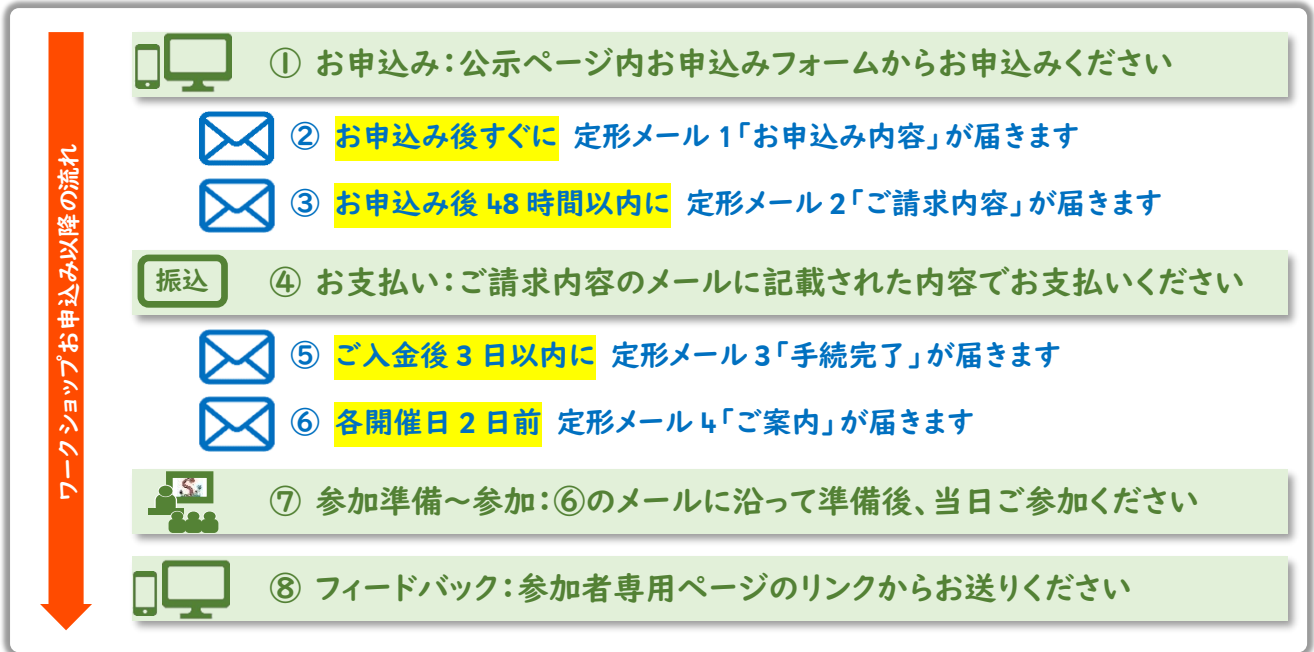 ワークショップお申込み以降の流れ
① お申込み：公示ページ内お申込みフォームからお申込みください
② お申込み後すぐに 定形メール 1「お申込み内容」が届きます
③ お申込み後 48 時間以内に 定形メール 2「ご請求内容」が届きます
振込 ④ お支払い：ご請求内容のメールに記載された内容でお支払いください
⑤ ご入金後 3 日以内に 定形メール 3「手続完了」が届きます
⑥ 各開催日 2 日前 定形メール 4「ご案内」が届きます
⑦ 参加準備～参加：⑥のメールに沿って準備後、当日ご参加ください
⑧ フィードバック：参加者専用ページのリンクからお送りください